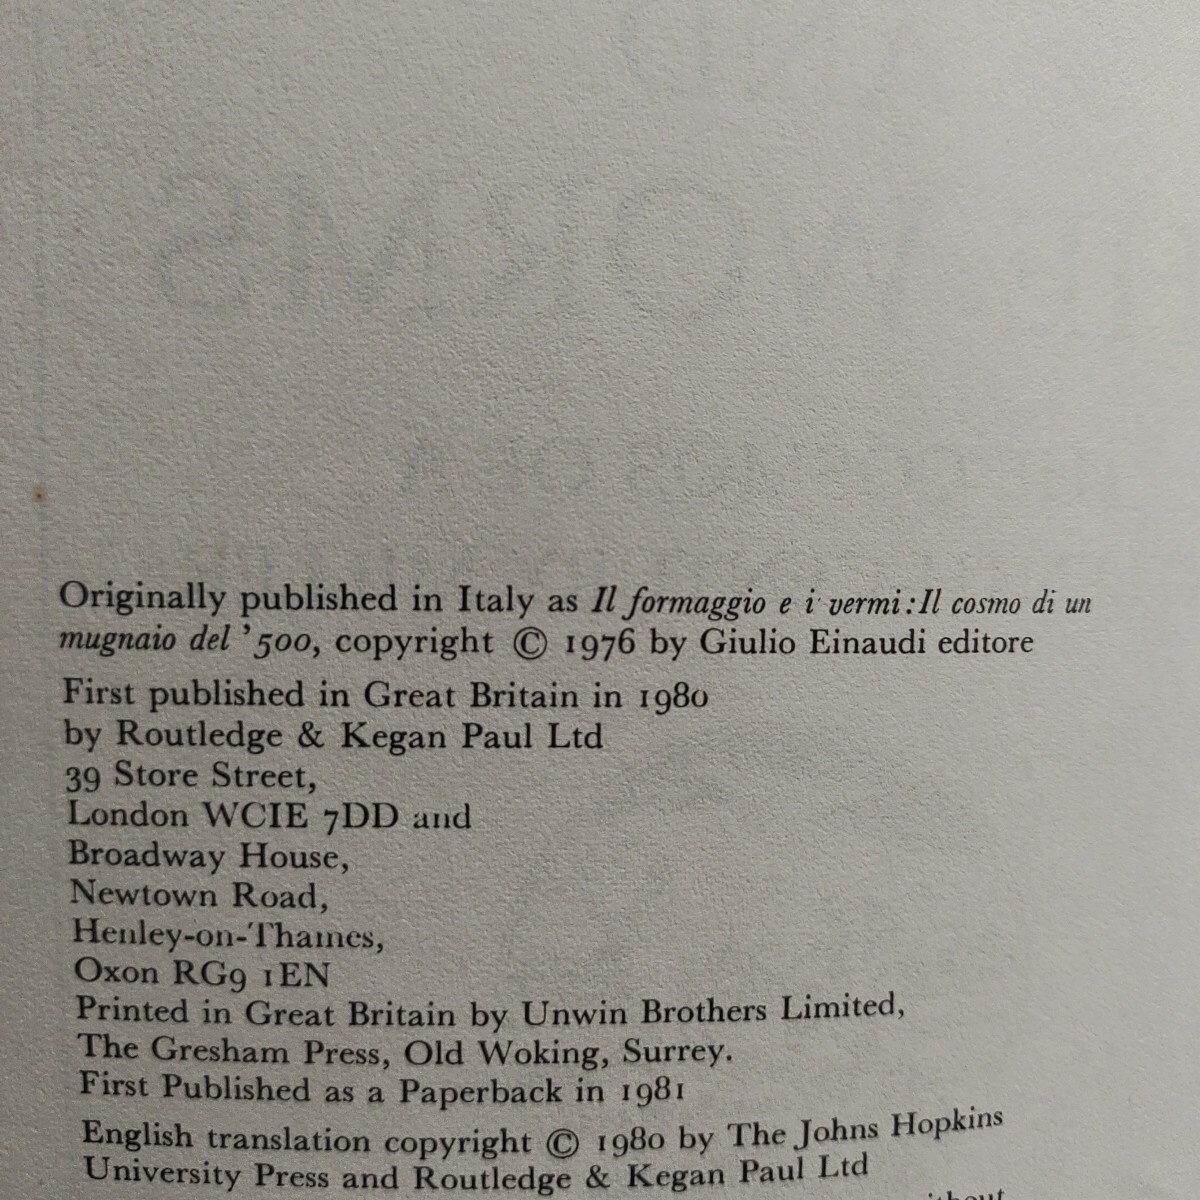 Originally published in Italy as Il formaggio e i vermi: Il cosmo di un
mugnaio del '500, copyright © 1976 by Giulio Einaudi editore
First published in Great Britain in 1980
by Routledge & Kegan Paul Ltd
39 Store Street,
London WCIE 7DD and
Broadway House,
Newtown Road,
Henley-on-Thames,
Oxon RG9 1EN
Printed in Great Britain by Unwin Brothers Limited,
The Gresham Press, Old Woking, Surrey.
First Published as a Paperback in 1981
English translation copyright © 1980 by The Johns Hopkins
University Press and Routledge & Kegan Paul Ltd